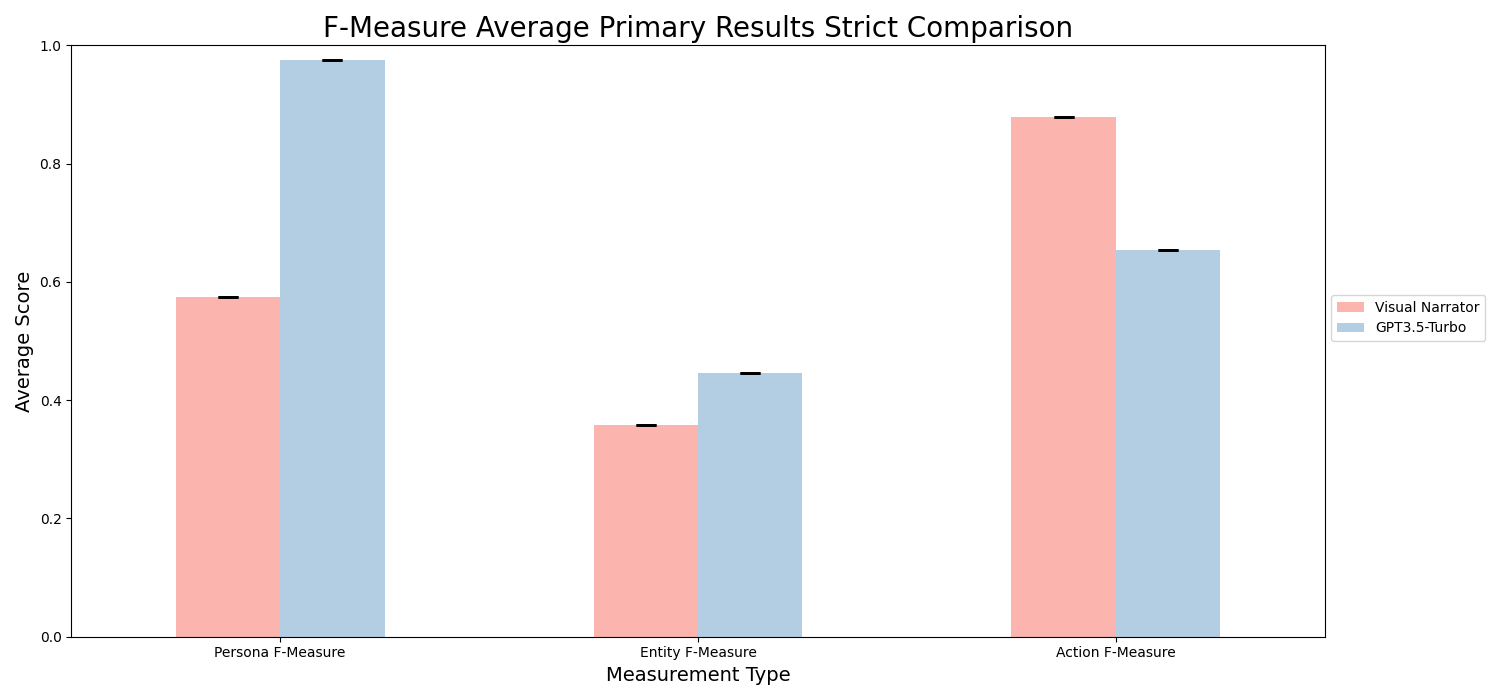 F-Measure Average Primary Results Strict Comparison
Average Score
1.0
0.8
0.6
0.4
0.2
0.0
Persona F-Measure
Entity F-Measure
Action F-Measure
Measurement Type
Visual Narrator
GPT3.5-Turbo